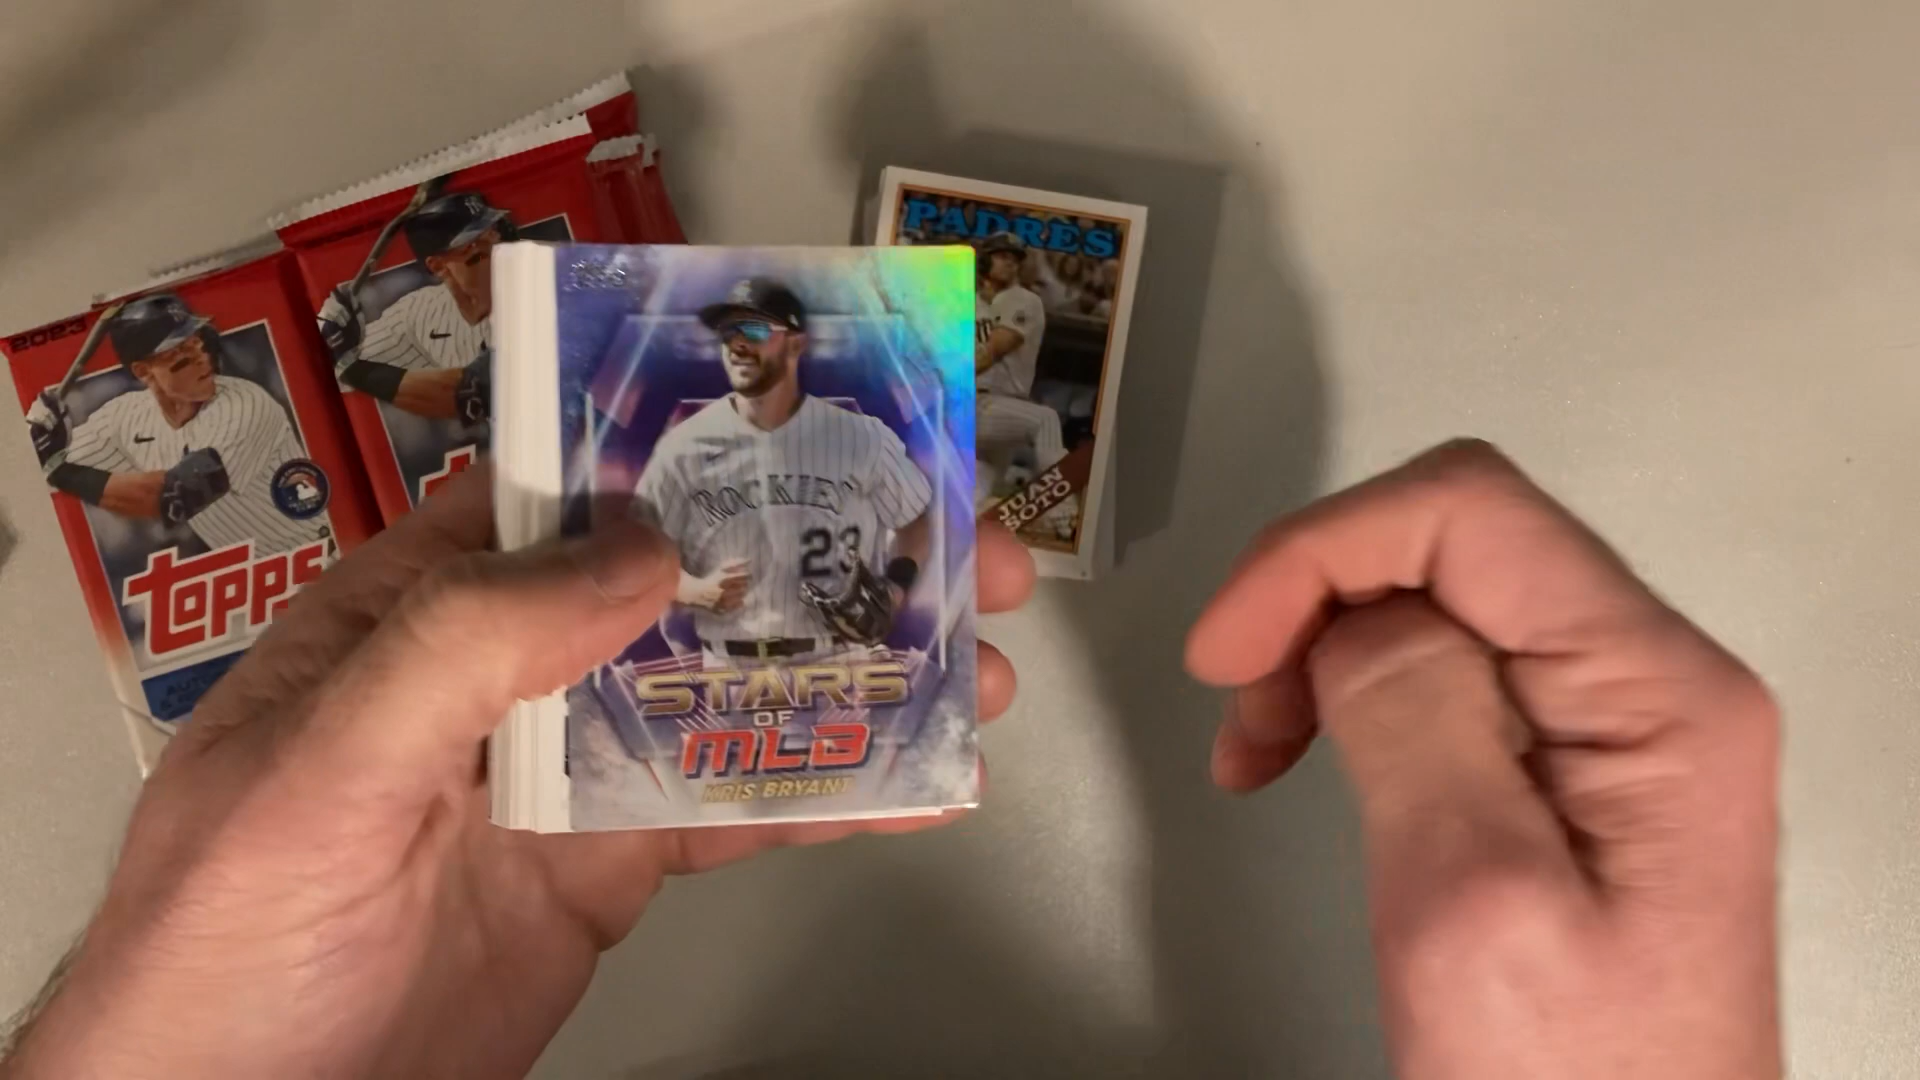 2023
Topps
PADRES
JUAN
SOTO
ROCKIES
23
STARS
OF
MLB
KRIS BRYANT